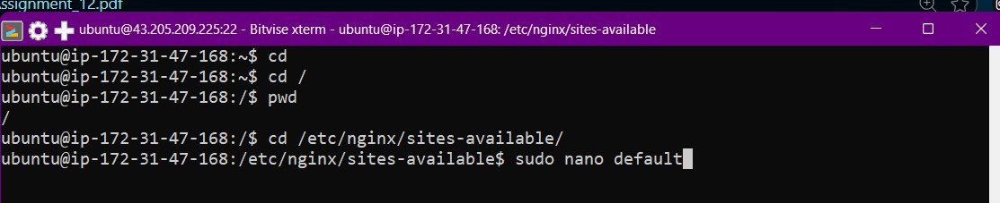 ssignment_12.pdf
ubuntu@43.205.209.225:22 - Bitvise xterm - ubuntu@ip-172-31-47-168: /etc/nginx/sites-available
ubuntu@ip-172-31-47-168:~$ cd
ubuntu@ip-172-31-47-168:~$ cd /
ubuntu@ip-172-31-47-168:/$ pwd
/
ubuntu@ip-172-31-47-168:/$ cd /etc/nginx/sites-available/
ubuntu@ip-172-31-47-168:/etc/nginx/sites-available$ sudo nano default